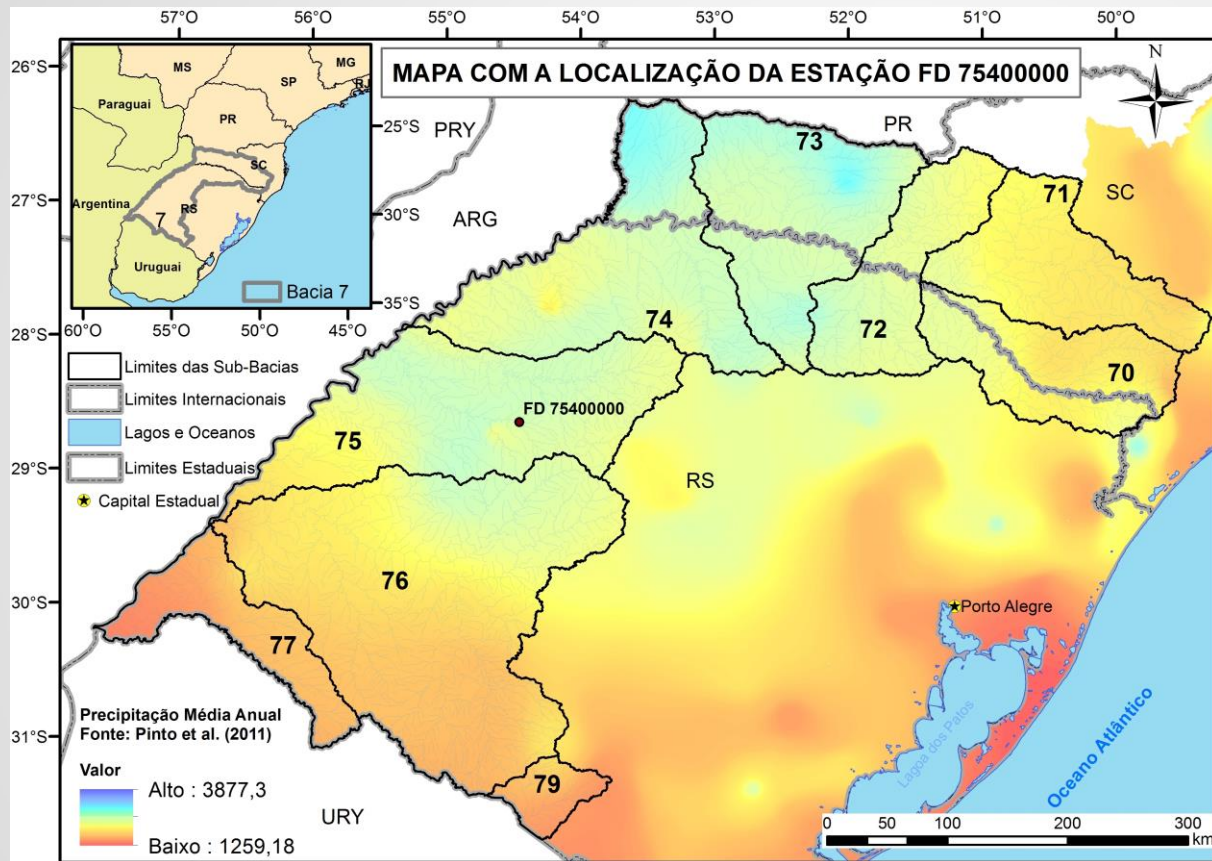 57°O 56°O 55°O 54°O 53°O 52°O 51°O 50°O
MAPA COM A LOCALIZAÇÃO DA ESTAÇÃO FD 75400000
N
26°S
27°S
28°S
29°S
30°S
31°S
MS
SP
MG
RJ
Paraguai
PR
SC
Argentina
RS
7
Uruguai
Bacia 7
25°S
30°S
35°S
60°O 55°O 50°O 45°O
PRY
ARG
PR
SC
73
71
74
72
70
FD 75400000
75
RS
76
77
79
URY
Porto Alegre
Lagoa dos Patos
Oceano Atlântico
Limites das Sub-Bacias
Limites Internacionais
Lagos e Oceanos
Limites Estaduais
Capital Estadual
Precipitação Média Anual
Fonte: Pinto et al. (2011)
Valor
Alto : 3877,3
Baixo : 1259,18
0 50 100 200 300
km